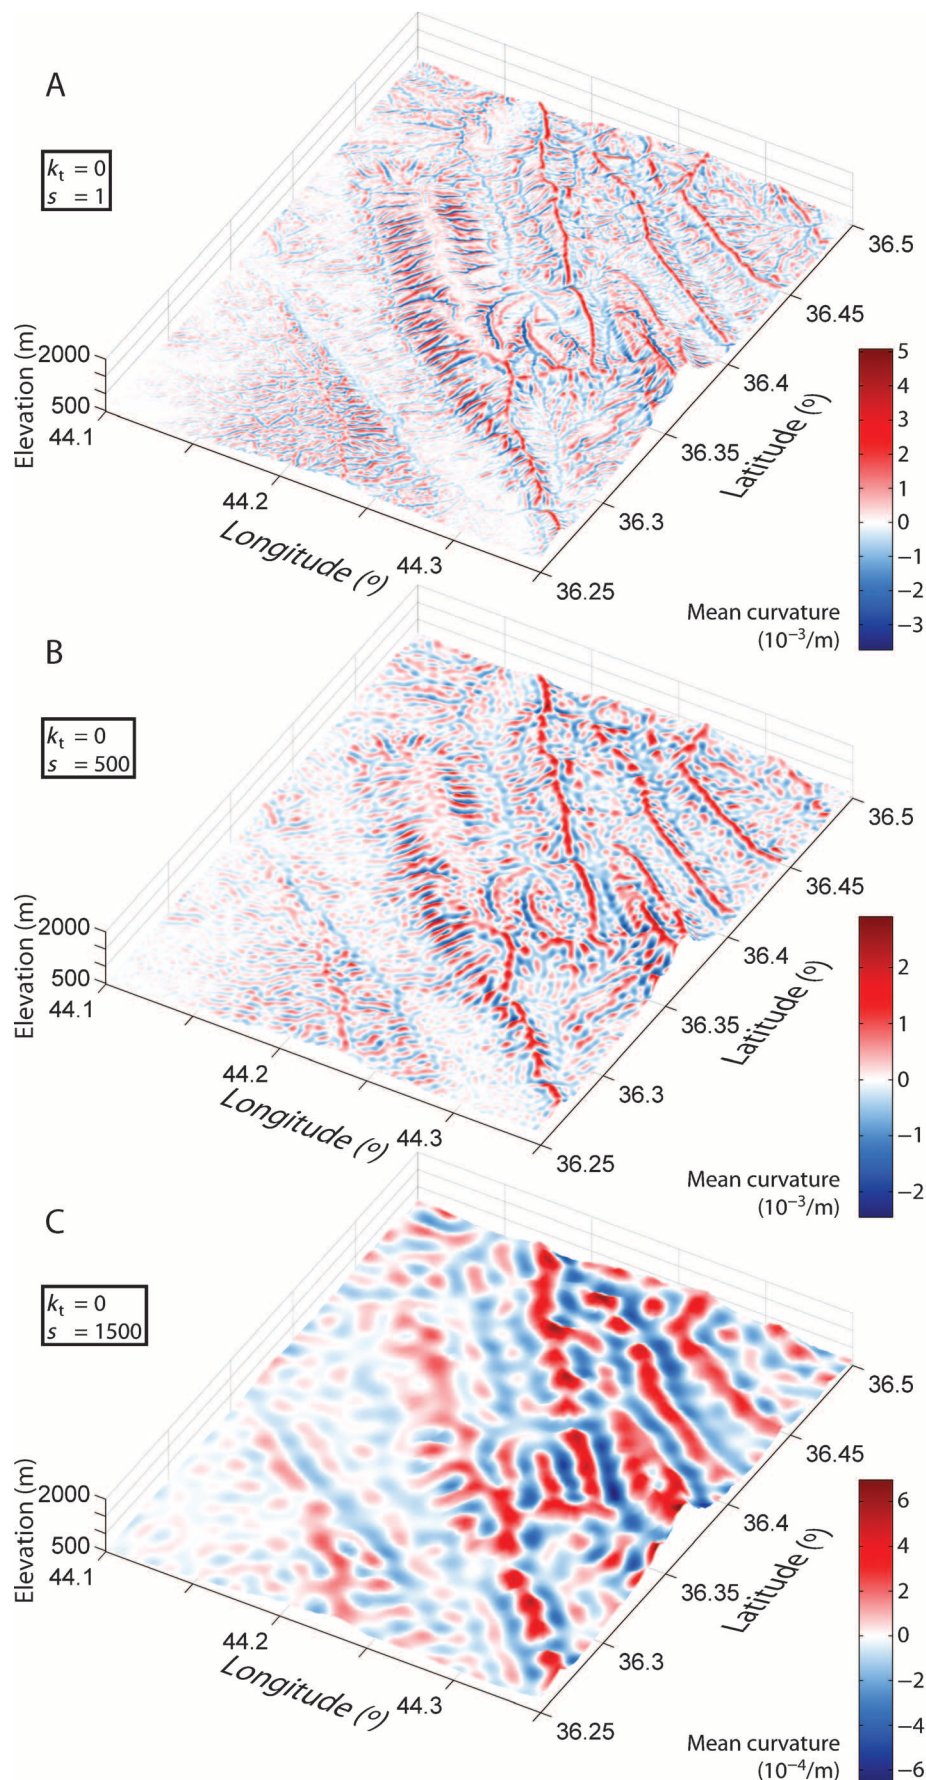 A
kt = 0
s = 1
Elevation (m)
2000
500
44.1
44.2
44.3
Longitude (º)
36.5
36.45
36.4
36.35
36.3
36.25
Latitude (º)
5
4
3
2
1
0
−1
−2
−3
Mean curvature
(10−3/m)
B
kt = 0
s = 500
Elevation (m)
2000
500
44.1
44.2
44.3
Longitude (º)
36.5
36.45
36.4
36.35
36.3
36.25
Latitude (º)
2
1
0
−1
−2
Mean curvature
(10−3/m)
C
kt = 0
s = 1500
Elevation (m)
2000
500
44.1
44.2
44.3
Longitude (º)
36.5
36.45
36.4
36.35
36.3
36.25
Latitude (º)
6
4
2
0
−2
−4
−6
Mean curvature
(10−4/m)